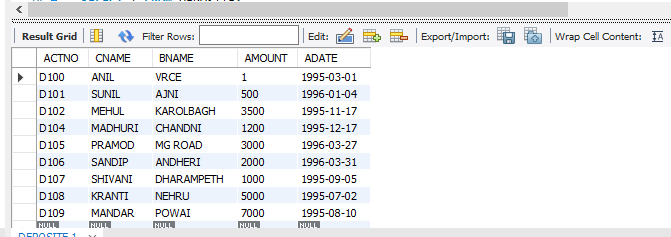 Result Grid Filter Rows: Edit: Export/Import: Wrap Cell Content:
ACTNO CNAME BNAME AMOUNT ADATE
D100 ANIL VRCE 1 1995-03-01
D101 SUNIL AJNI 500 1996-01-04
D102 MEHUL KAROLBAGH 3500 1995-11-17
D104 MADHURI CHANDNI 1200 1995-12-17
D105 PRAMOD MG ROAD 3000 1996-03-27
D106 SANDIP ANDHERI 2000 1996-03-31
D107 SHIVANI DHARAMPETH 1000 1995-09-05
D108 KRANTI NEHRU 5000 1995-07-02
D109 MANDAR POWAI 7000 1995-08-10
NULL NULL NULL NULL NULL
DEPOSITE 1